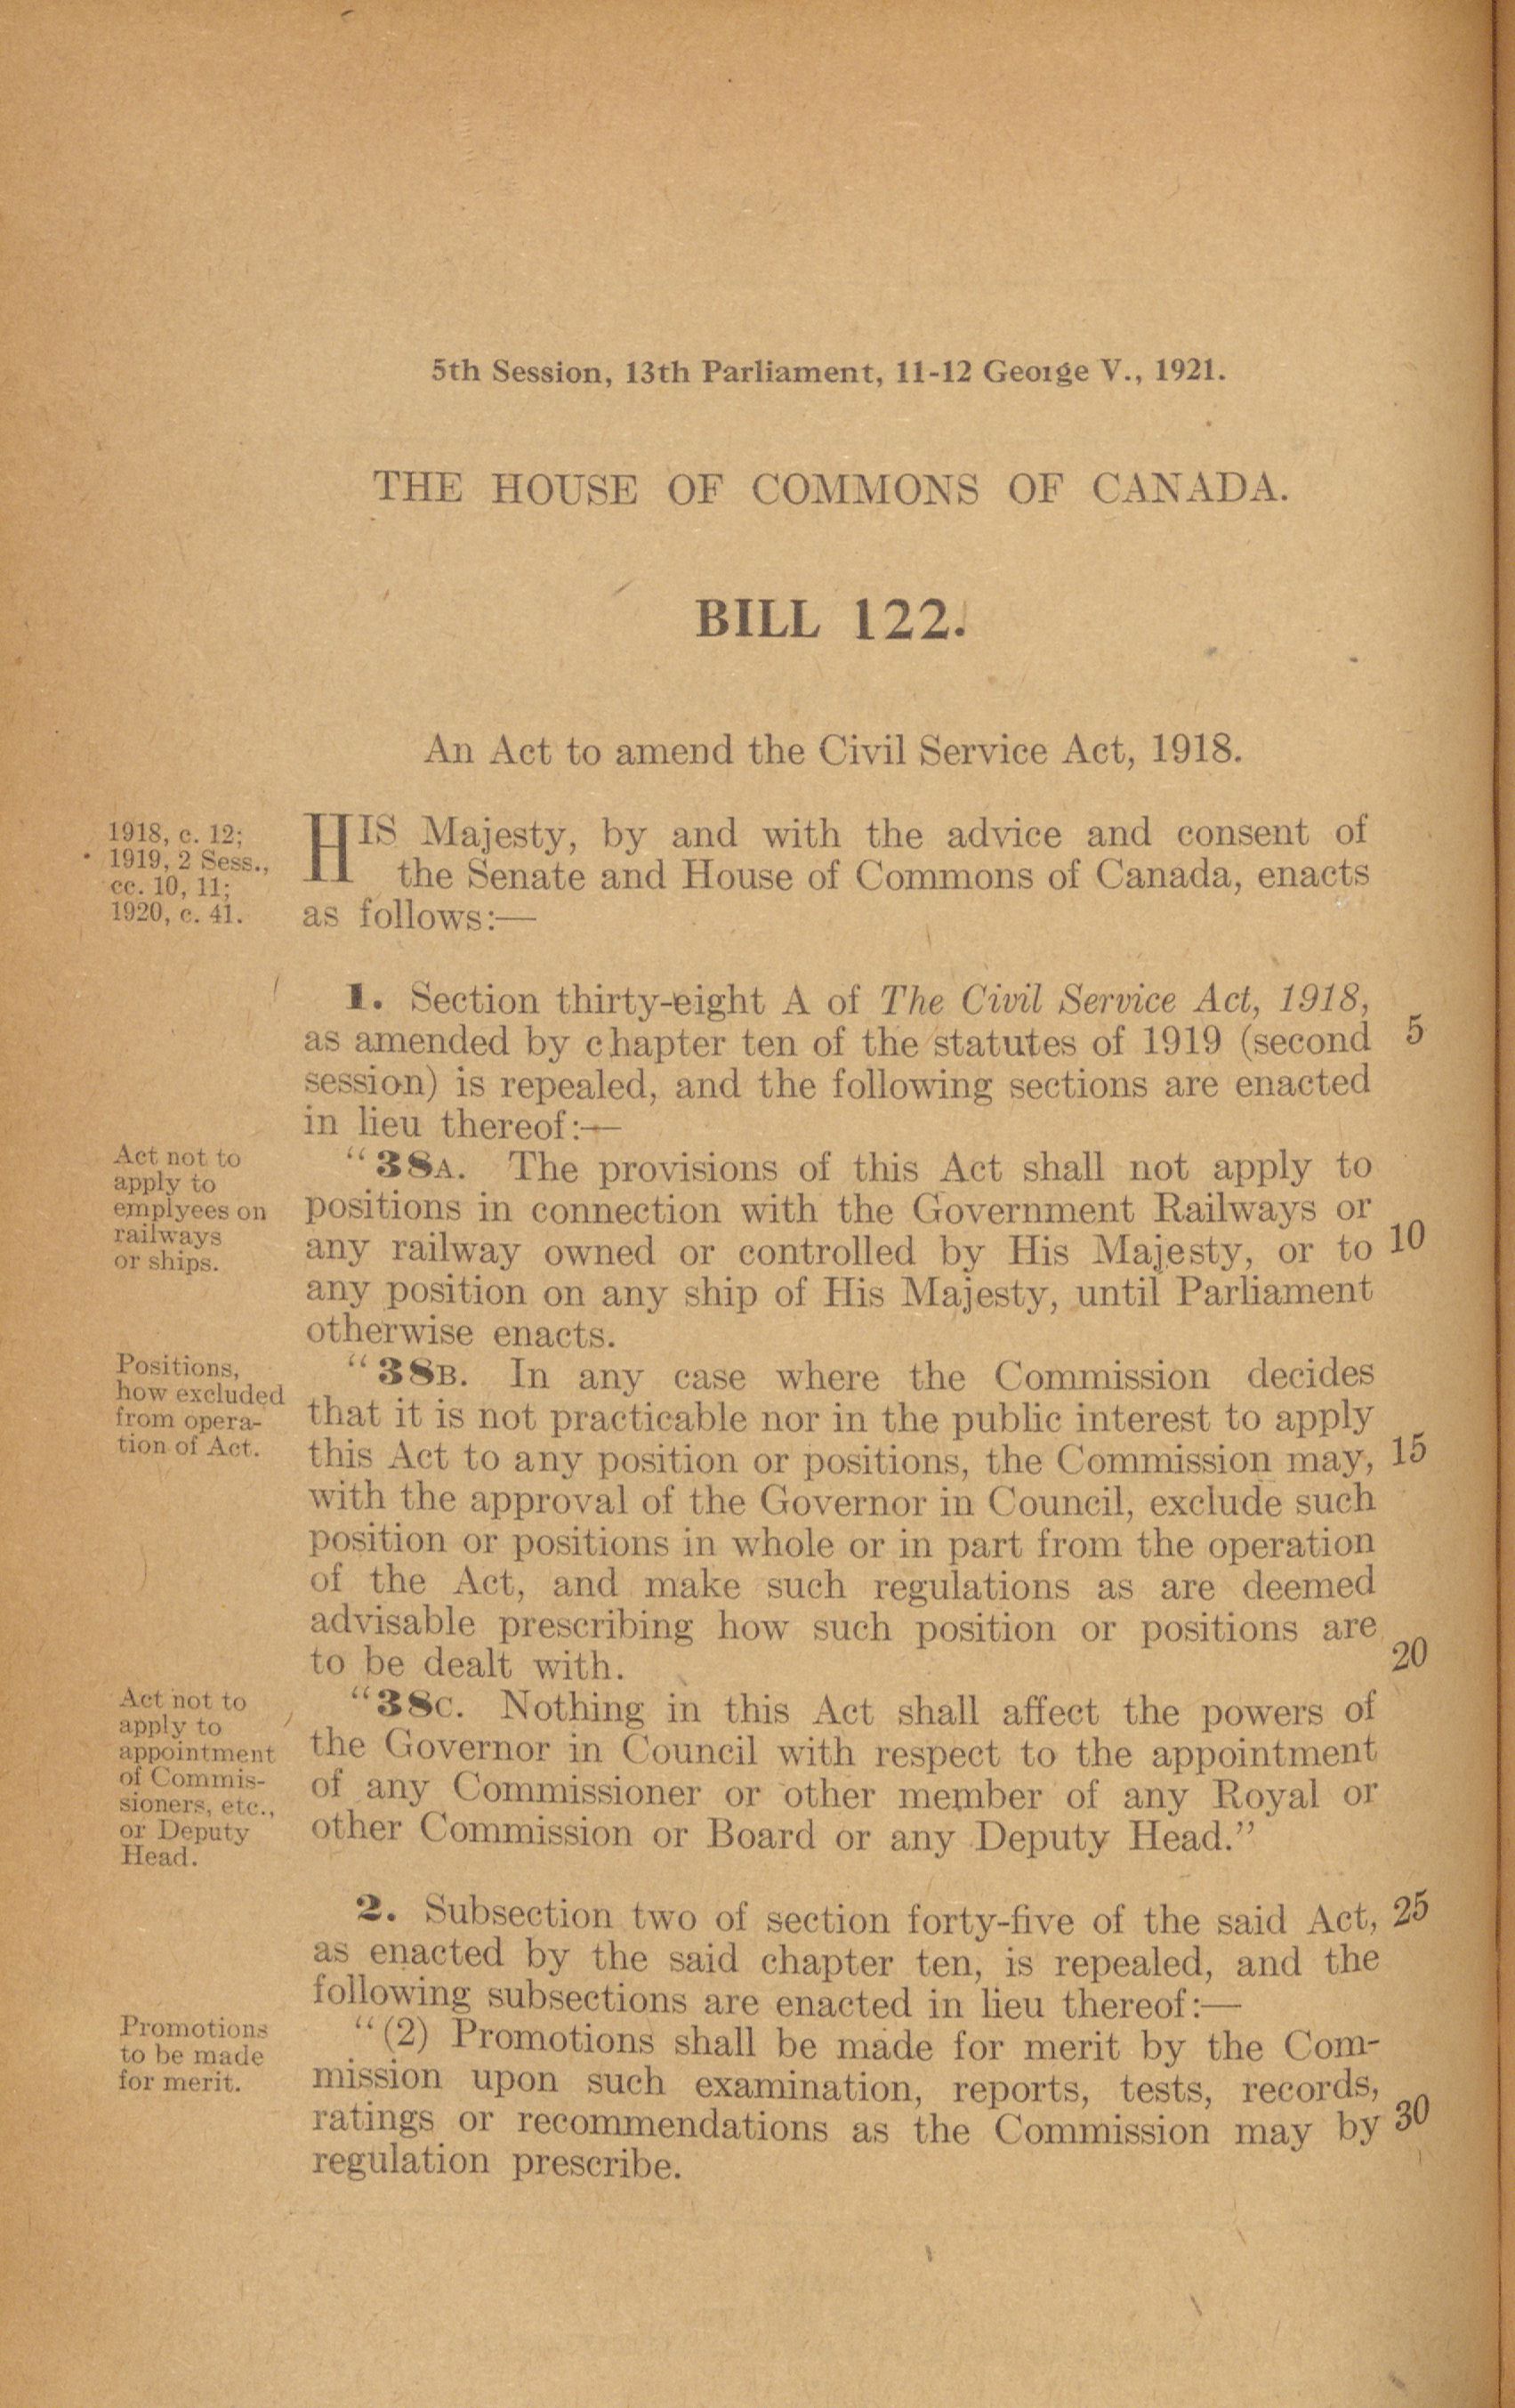 5th Session, 13th Parliament, 11-12 George V., 1921.
THE HOUSE OF COMMONS OF CANADA.
BILL 122.
An Act to amend the Civil Service Act, 1918.
1918, c. 12;
1919, 2 Sess.,
cc. 10, 11;
1920, c. 41.
HIS Majesty, by and with the advice and consent of
the Senate and House of Commons of Canada, enacts
as follows:—
1. Section thirty-eight A of The Civil Service Act, 1918,
as amended by chapter ten of the statutes of 1919 (second 5
session) is repealed, and the following sections are enacted
in lieu thereof:—
Act not to
apply to
emplyees on
railways
or ships.
"38A. The provisions of this Act shall not apply to
positions in connection with the Government Railways or
any railway owned or controlled by His Majesty, or to 10
any position on any ship of His Majesty, until Parliament
otherwise enacts.
Positions,
how excluded
from opera-
tion of Act.
"38B. In any case where the Commission decides
that it is not practicable nor in the public interest to apply
this Act to any position or positions, the Commission may, 15
with the approval of the Governor in Council, exclude such
position or positions in whole or in part from the operation
of the Act, and make such regulations as are deemed
advisable prescribing how such position or positions are
to be dealt with. 20
Act not to
apply to
appointment
of Commis-
sioners, etc.,
or Deputy
Head.
"38C. Nothing in this Act shall affect the powers of
the Governor in Council with respect to the appointment
of any Commissioner or other member of any Royal or
other Commission or Board or any Deputy Head."
2. Subsection two of section forty-five of the said Act, 25
as enacted by the said chapter ten, is repealed, and the
following subsections are enacted in lieu thereof:—
Promotions
to be made
for merit.
"(2) Promotions shall be made for merit by the Com-
mission upon such examination, reports, tests, records,
ratings or recommendations as the Commission may by 30
regulation prescribe.